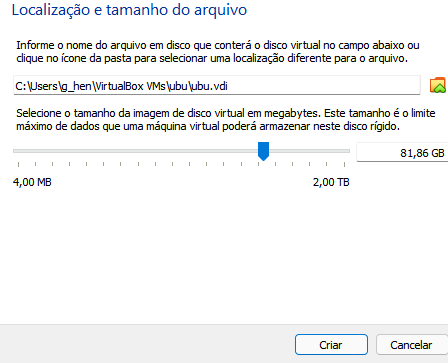 Localização e tamanho do arquivo
Informe o nome do arquivo em disco que conterá o disco virtual no campo abaixo ou
clique no ícone da pasta para selecionar uma localização diferente para o arquivo.
C:\Users\g_hen\VirtualBox VMs\ubu\ubu.vdi
Selecione o tamanho da imagem de disco virtual em megabytes. Este tamanho é o limite
máximo de dados que uma máquina virtual poderá armazenar neste disco rígido.
81,86 GB
4,00 MB 2,00 TB
Criar Cancelar